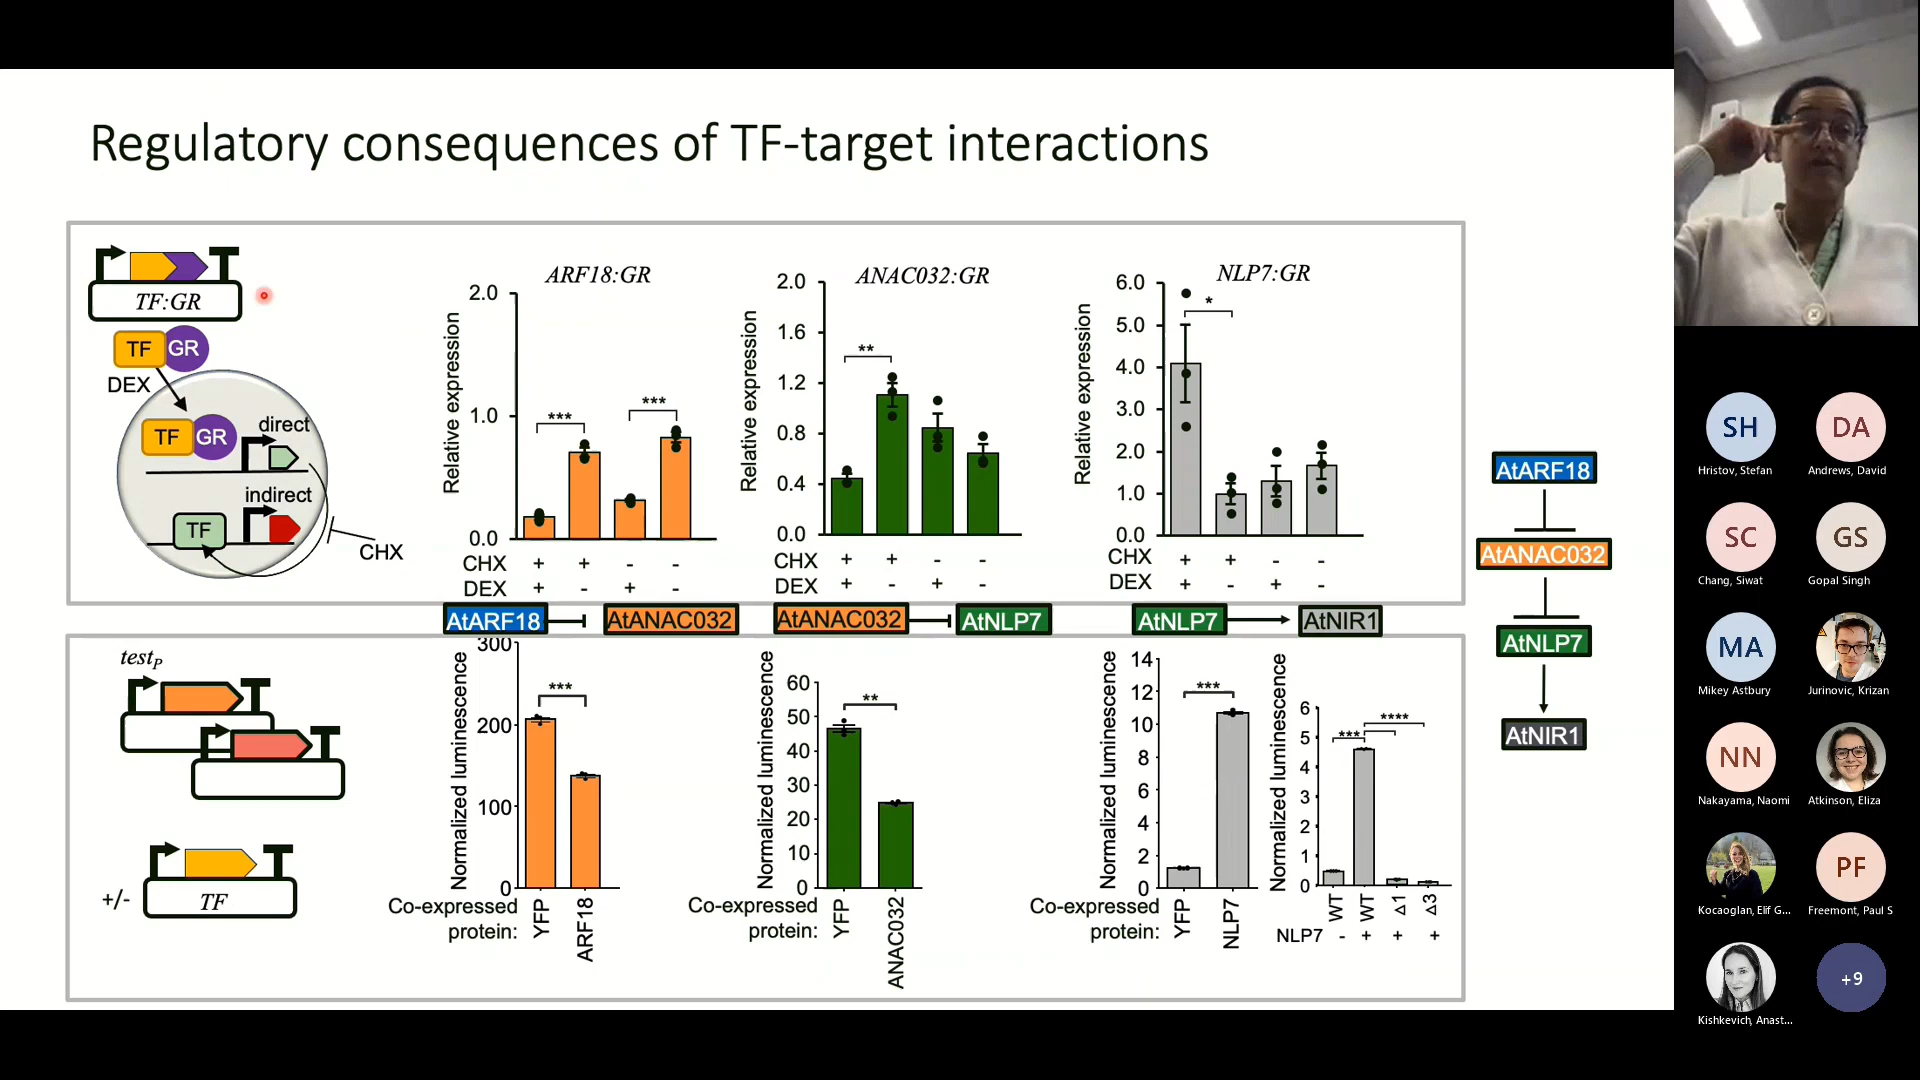 Regulatory consequences of TF-target interactions
TF:GR
TF GR
DEX
TF GR
direct
indirect
TF
CHX
ARF18:GR
Relative expression
2.0
1.0
0.0
***
***
CHX + + - -
DEX + - + -
ANAC032:GR
Relative expression
2.0
1.6
1.2
0.8
0.4
0.0
**
CHX + + - -
DEX + - + -
NLP7:GR
Relative expression
6.0
5.0
4.0
3.0
2.0
1.0
0.0
*
CHX + + - -
DEX + - + -
AtARF18 AtANAC032
AtANAC032 AtNLP7
AtNLP7 AtNIR1
testP
+/-
TF
Normalized luminescence
300
200
100
0
***
Co-expressed
protein:
YFP
ARF18
Normalized luminescence
60
50
40
30
20
10
0
**
Co-expressed
protein:
YFP
ANAC032
Normalized luminescence
14
12
10
8
6
4
2
0
***
Co-expressed
protein:
YFP
NLP7
Normalized luminescence
6
5
4
3
2
1
0
****
***
WT
WT
Δ1
Δ3
NLP7 - + + +
AtARF18
AtANAC032
AtNLP7
AtNIR1
SH
Hristov, Stefan
DA
Andrews, David
SC
Chang, Siwat
GS
Gopal Singh
MA
Mikey Astbury
Jurinovic, Krizan
NN
Nakayama, Naomi
Atkinson, Eliza
Kocaoglan, Elif G...
PF
Freemont, Paul S
Kishkevich, Anast...
+9